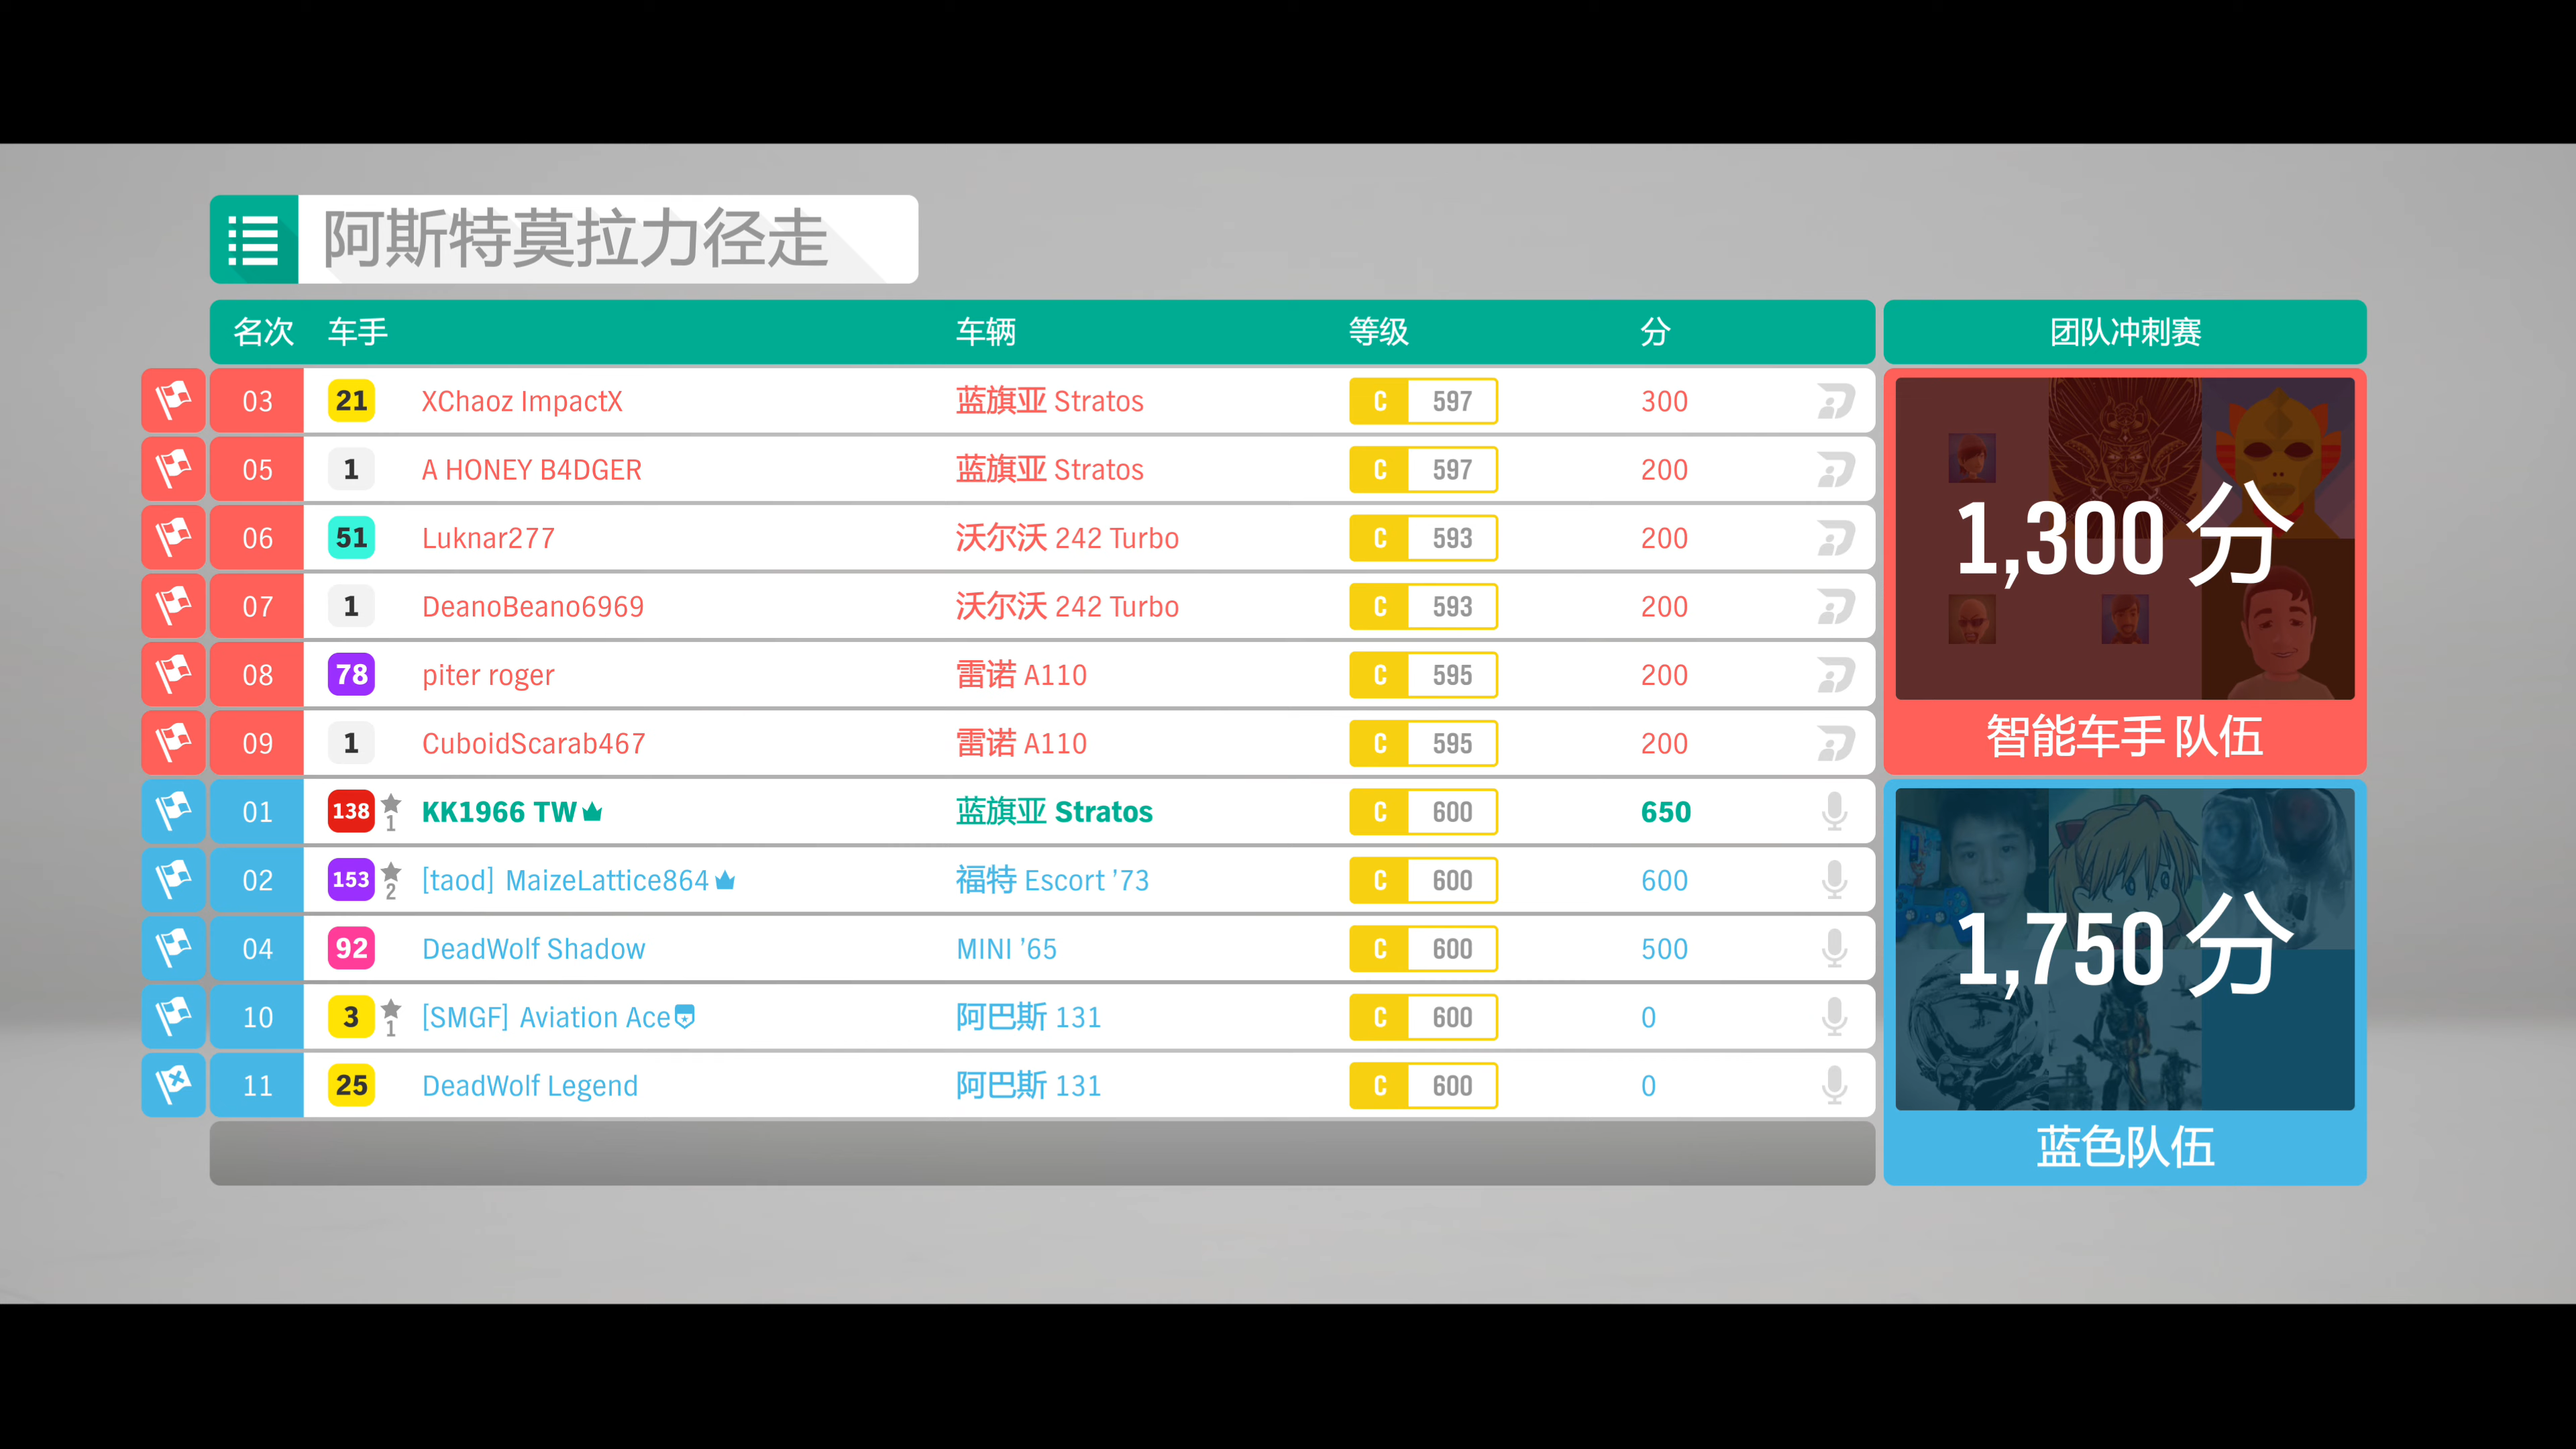 阿斯特莫拉力径走
名次 车手 车辆 等级 分 团队冲刺赛
03 21 XChaoz ImpactX 蓝旗亚 Stratos C 597 300
05 1 A HONEY B4DGER 蓝旗亚 Stratos C 597 200
06 51 Luknar277 沃尔沃 242 Turbo C 593 200
07 1 DeanoBeano6969 沃尔沃 242 Turbo C 593 200
08 78 piter roger 雷诺 A110 C 595 200
09 1 CuboidScarab467 雷诺 A110 C 595 200
01 138 1 KK1966 TW 蓝旗亚 Stratos C 600 650
02 153 2 [taod] MaizeLattice864 福特 Escort ’73 C 600 600
04 92 DeadWolf Shadow MINI ’65 C 600 500
10 3 1 [SMGF] Aviation Ace 阿巴斯 131 C 600 0
11 25 DeadWolf Legend 阿巴斯 131 C 600 0
1,300 分
智能车手 队伍
1,750 分
蓝色队伍